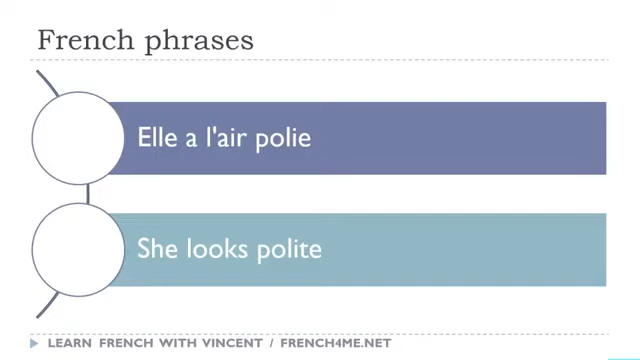 French phrases
Elle a l'air polie
She looks polite
LEARN FRENCH WITH VINCENT / FRENCH4ME.NET